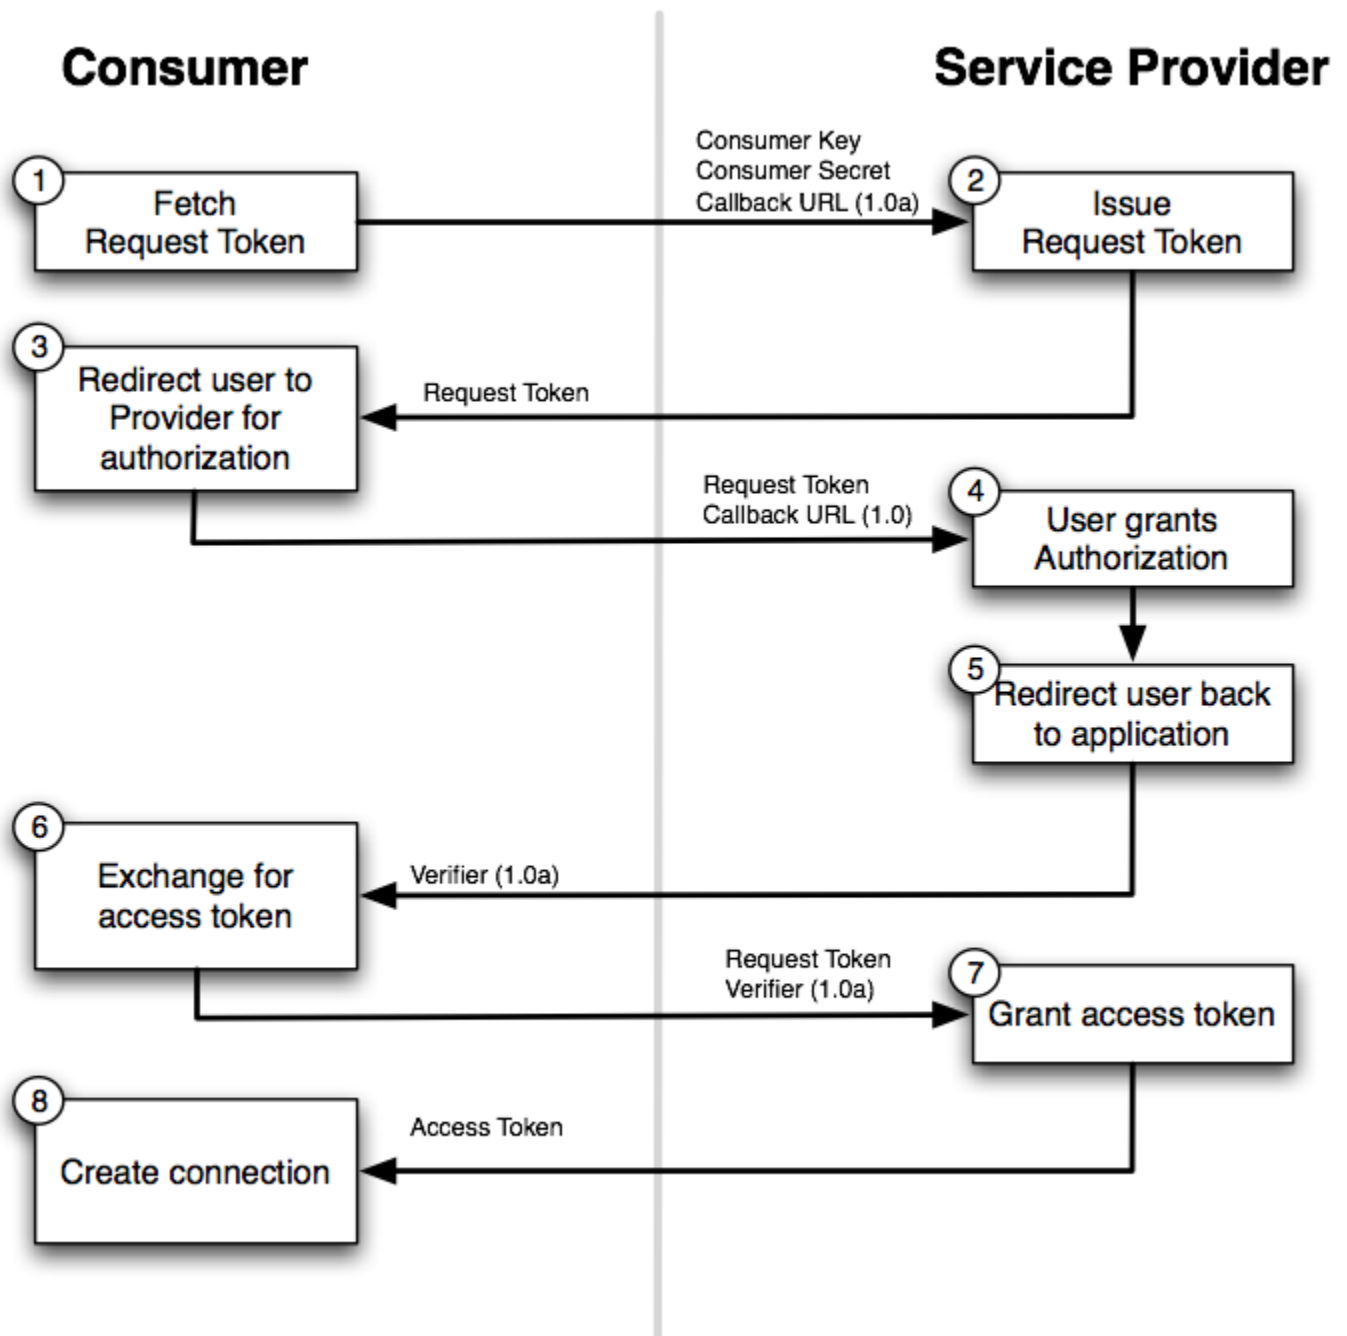 Consumer
Service Provider
1
Fetch
Request Token
Consumer Key
Consumer Secret
Callback URL (1.0a)
2
Issue
Request Token
3
Redirect user to
Provider for
authorization
Request Token
Request Token
Callback URL (1.0)
4
User grants
Authorization
5
Redirect user back
to application
6
Exchange for
access token
Verifier (1.0a)
Request Token
Verifier (1.0a)
7
Grant access token
8
Create connection
Access Token